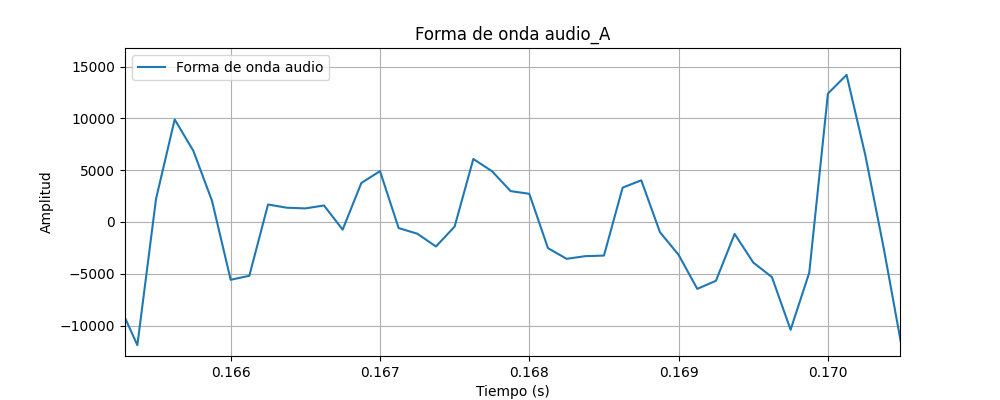 Forma de onda audio_A
Forma de onda audio
15000
10000
5000
0
−5000
−10000
Amplitud
0.166 0.167 0.168 0.169 0.170
Tiempo (s)